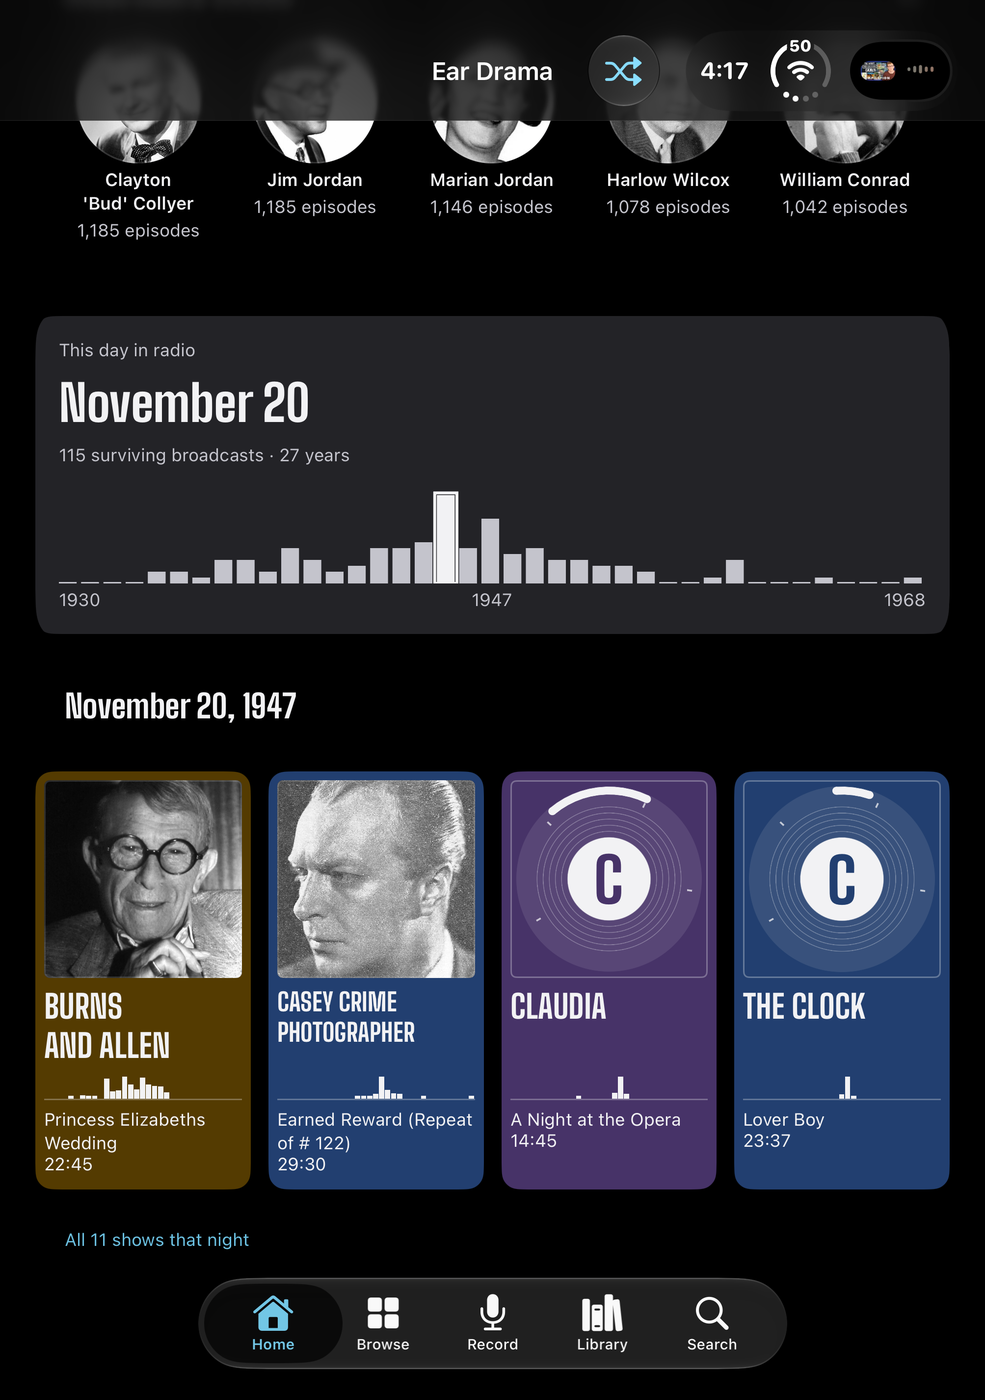 Ear Drama
4:17
50
Clayton
'Bud' Collyer
1,185 episodes
Jim Jordan
1,185 episodes
Marian Jordan
1,146 episodes
Harlow Wilcox
1,078 episodes
William Conrad
1,042 episodes
This day in radio
November 20
115 surviving broadcasts · 27 years
1930
1947
1968
November 20, 1947
BURNS
AND ALLEN
Princess Elizabeths
Wedding
22:45
CASEY CRIME
PHOTOGRAPHER
Earned Reward (Repeat
of # 122)
29:30
C
CLAUDIA
A Night at the Opera
14:45
C
THE CLOCK
Lover Boy
23:37
All 11 shows that night
Home
Browse
Record
Library
Search